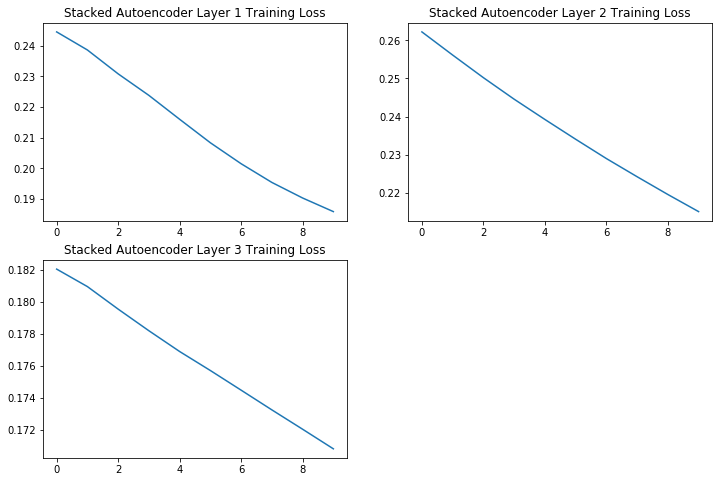 Stacked Autoencoder Layer 1 Training Loss
0.24
0.23
0.22
0.21
0.20
0.19
0 2 4 6 8
Stacked Autoencoder Layer 2 Training Loss
0.26
0.25
0.24
0.23
0.22
0 2 4 6 8
Stacked Autoencoder Layer 3 Training Loss
0.182
0.180
0.178
0.176
0.174
0.172
0 2 4 6 8